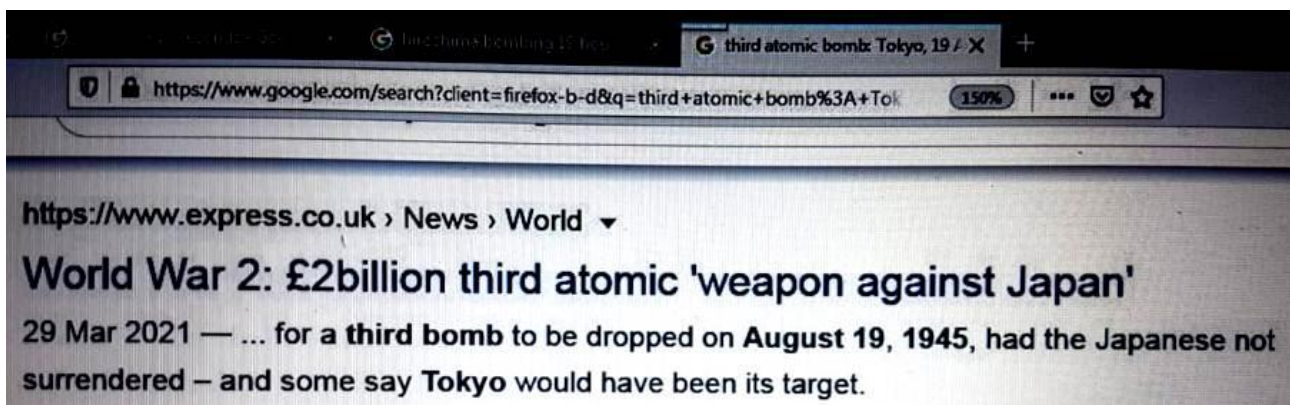 third atomic bomb: Tokyo, 19
https://www.google.com/search?client=firefox-b-d&q=third+atomic+bomb%3A+Tok 150%
https://www.express.co.uk › News › World
World War 2: £2billion third atomic 'weapon against Japan'
29 Mar 2021 — ... for a third bomb to be dropped on August 19, 1945, had the Japanese not
surrendered – and some say Tokyo would have been its target.